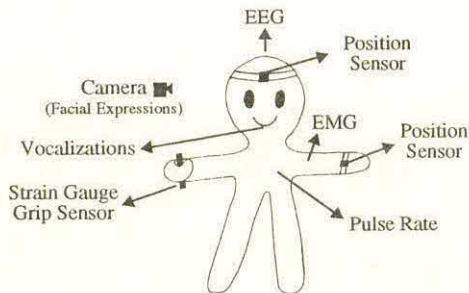 EEG
Position
Sensor
Camera
(Facial Expressions)
EMG
Vocalizations
Position
Sensor
Strain Gauge
Grip Sensor
Pulse Rate